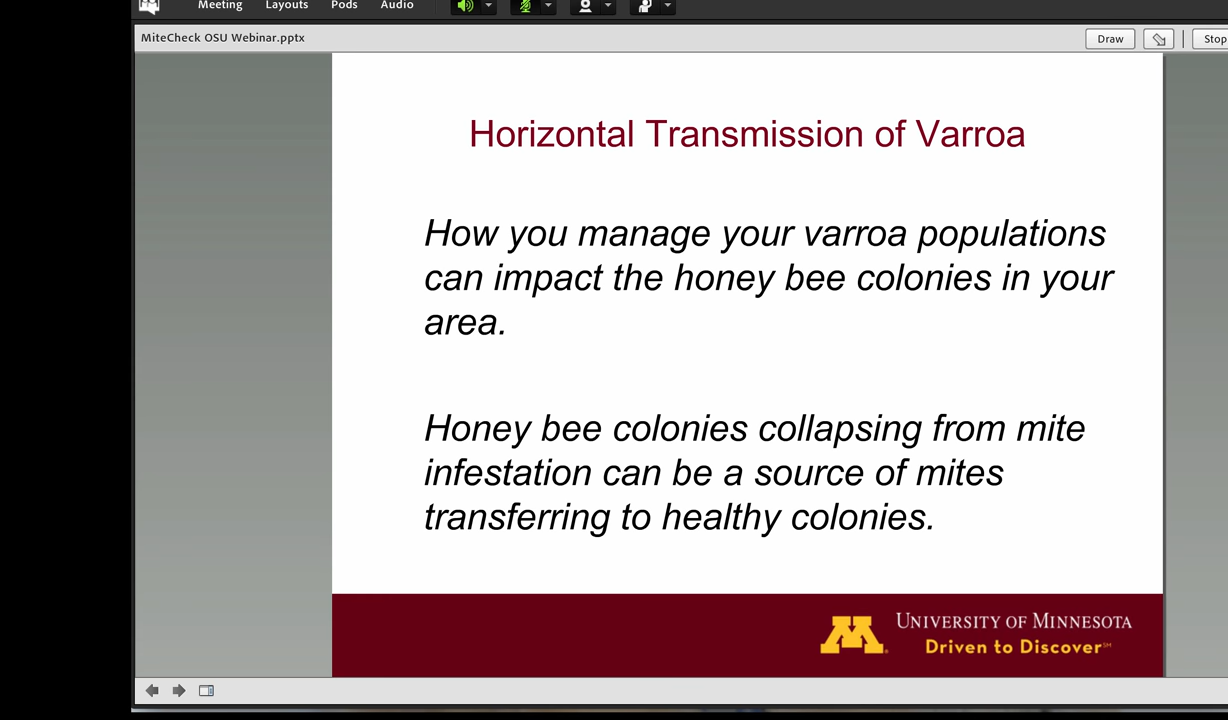 Meeting Layouts Pods Audio
MiteCheck OSU Webinar.pptx
Draw
Stop
Horizontal Transmission of Varroa
How you manage your varroa populations
can impact the honey bee colonies in your
area.
Honey bee colonies collapsing from mite
infestation can be a source of mites
transferring to healthy colonies.
M
UNIVERSITY OF MINNESOTA
Driven to Discover℠